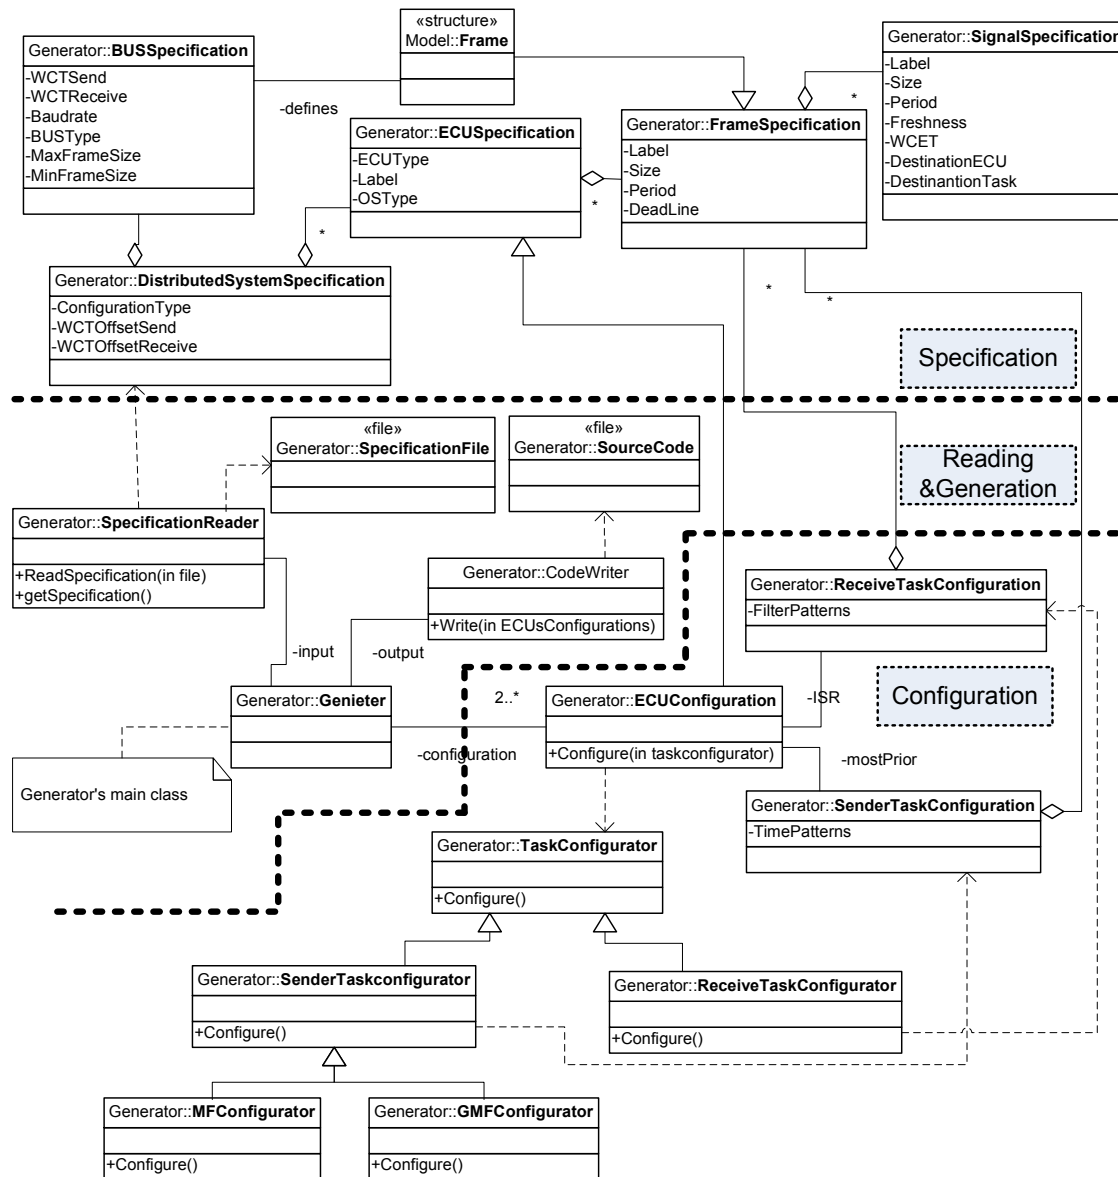 «structure»
Model::Frame
Generator::BUSSpecification
-WCTSend
-WCTReceive
-Baudrate
-BUSType
-MaxFrameSize
-MinFrameSize
-defines
Generator::SignalSpecification
-Label
-Size
-Period
-Freshness
-WCET
-DestinationECU
-DestinantionTask
*
Generator::ECUSpecification
-ECUType
-Label
-OSType
*
*
Generator::FrameSpecification
-Label
-Size
-Period
-DeadLine
*
*
Generator::DistributedSystemSpecification
-ConfigurationType
-WCTOffsetSend
-WCTOffsetReceive
Specification
«file»
Generator::SpecificationFile
«file»
Generator::SourceCode
Reading
&Generation
Generator::SpecificationReader
+ReadSpecification(in file)
+getSpecification()
Generator::CodeWriter
+Write(in ECUsConfigurations)
Generator::ReceiveTaskConfiguration
-FilterPatterns
-input
-output
Generator::Genieter
2..*
-configuration
Generator::ECUConfiguration
+Configure(in taskconfigurator)
-ISR
Configuration
-mostPrior
Generator's main class
Generator::SenderTaskConfiguration
-TimePatterns
Generator::TaskConfigurator
+Configure()
Generator::SenderTaskconfigurator
+Configure()
Generator::ReceiveTaskConfigurator
+Configure()
Generator::MFConfigurator
+Configure()
Generator::GMFConfigurator
+Configure()